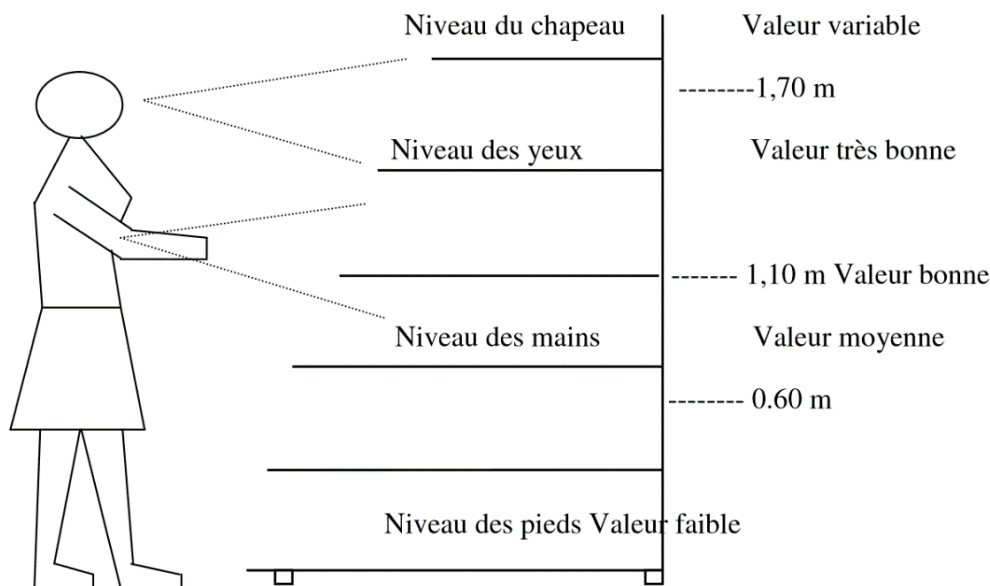 Niveau du chapeau Valeur variable
--------1,70 m
Niveau des yeux Valeur très bonne
------- 1,10 m Valeur bonne
Niveau des mains Valeur moyenne
-------- 0.60 m
Niveau des pieds Valeur faible